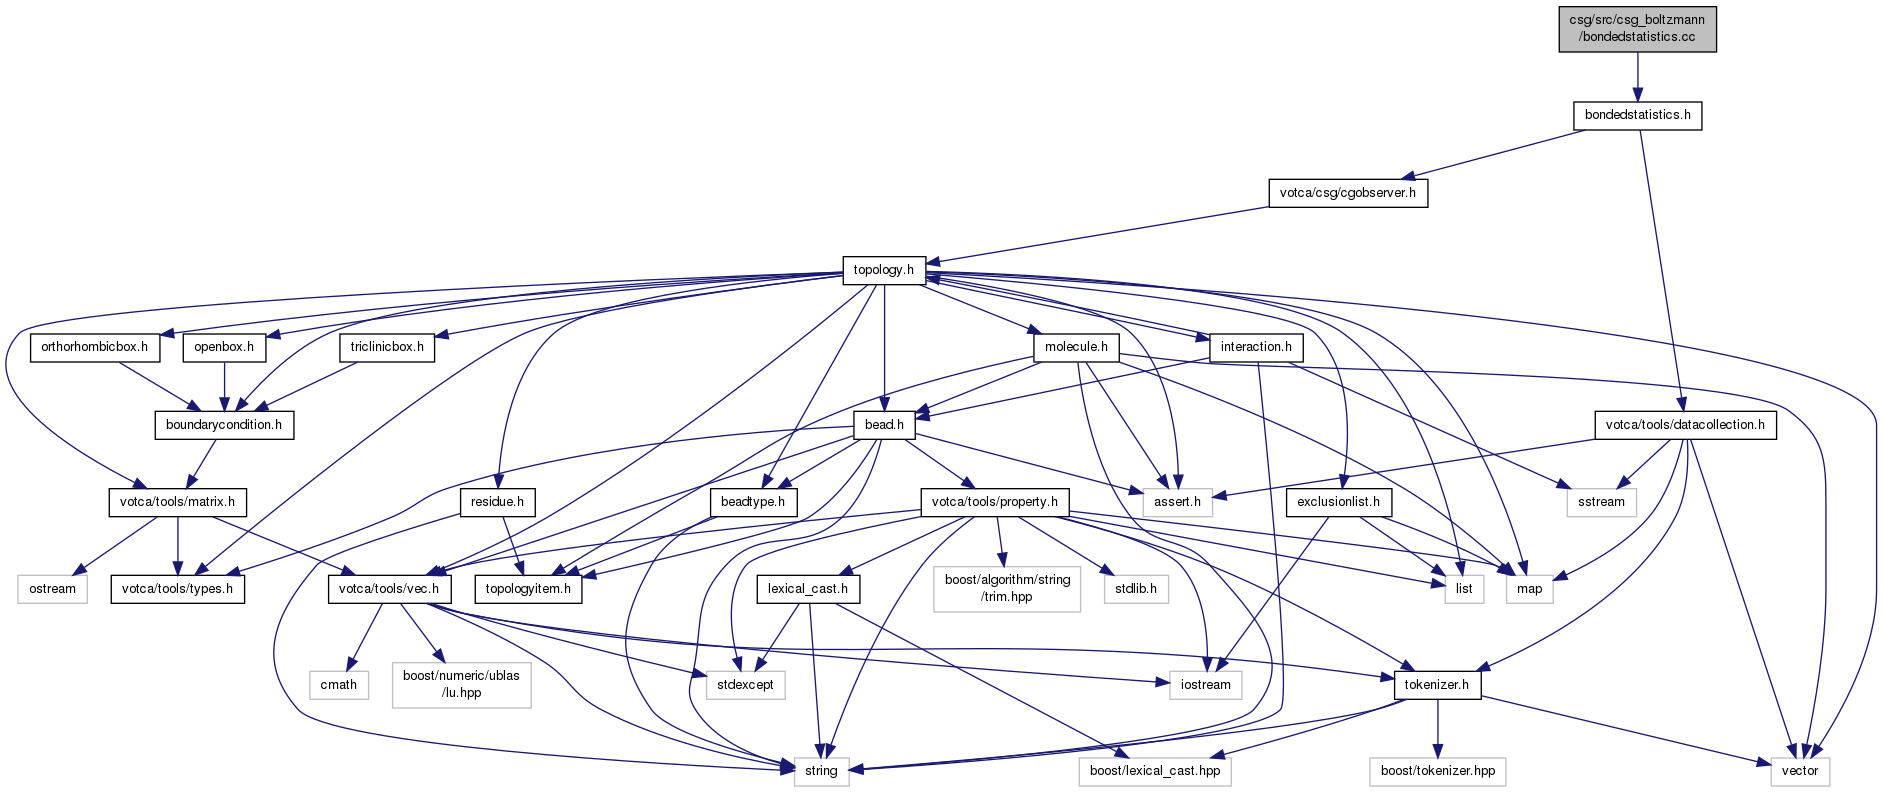 csg/src/csg_boltzmann
/bondedstatistics.cc
bondedstatistics.h
votca/csg/cgobserver.h
topology.h
orthorhombicbox.h
openbox.h
triclinicbox.h
molecule.h
interaction.h
boundarycondition.h
bead.h
votca/tools/datacollection.h
votca/tools/matrix.h
residue.h
beadtype.h
votca/tools/property.h
assert.h
exclusionlist.h
sstream
ostream
votca/tools/types.h
votca/tools/vec.h
topologyitem.h
lexical_cast.h
boost/algorithm/string
/trim.hpp
stdlib.h
list
map
cmath
boost/numeric/ublas
/lu.hpp
stdexcept
iostream
tokenizer.h
string
boost/lexical_cast.hpp
boost/tokenizer.hpp
vector